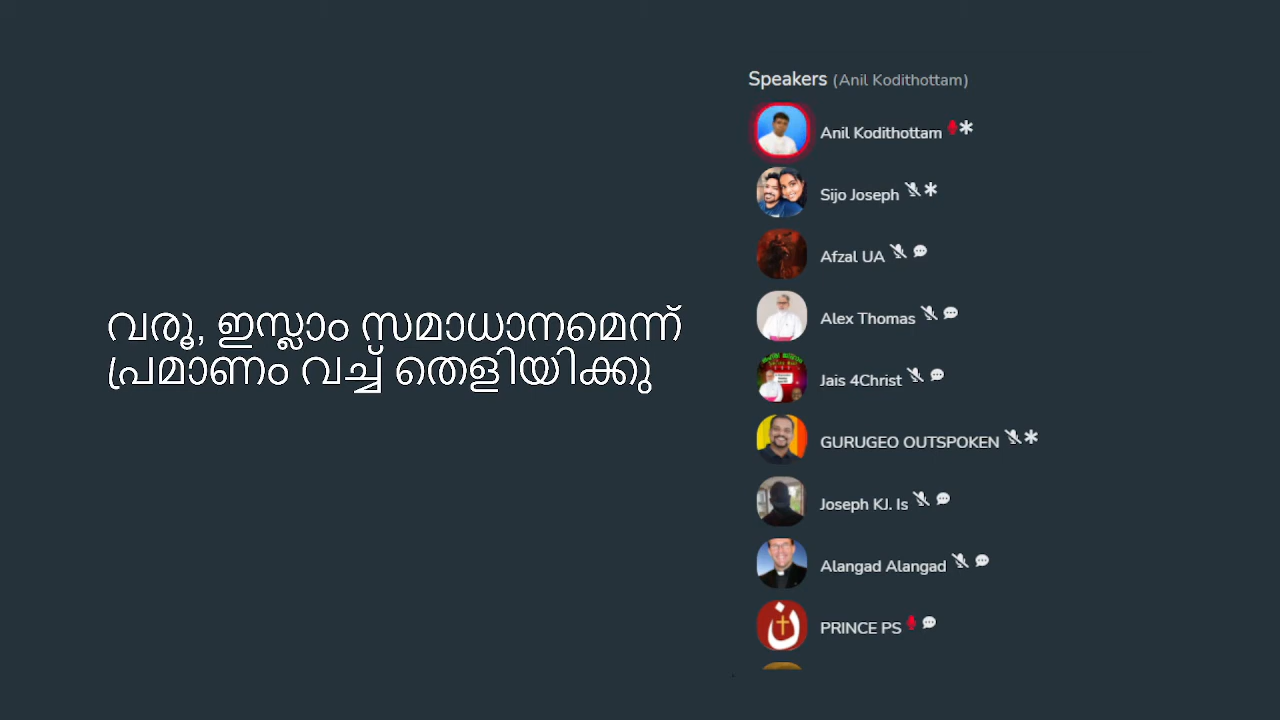 വരൂ, ഇസ്ലാം സമാധാനമെന്ന്
പ്രമാണം വച്ച് തെളിയിക്കു
Speakers (Anil Kodithottam)
Anil Kodithottam
Sijo Joseph
Afzal UA
Alex Thomas
Jais 4Christ
GURUGEO OUTSPOKEN
Joseph KJ. Is
Alangad Alangad
PRINCE PS
ن